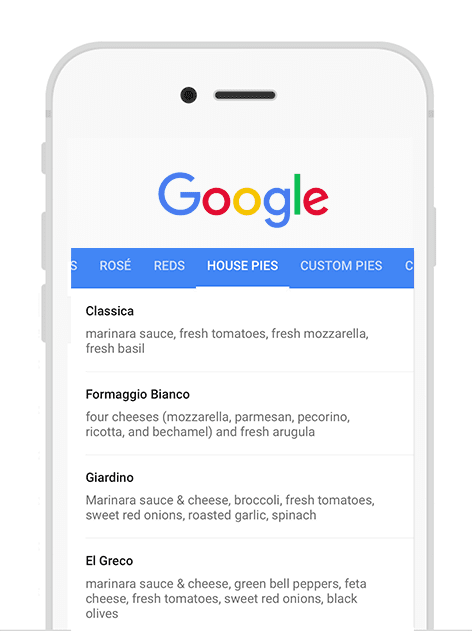 Google
S ROSÉ REDS HOUSE PIES CUSTOM PIES C
Classica
marinara sauce, fresh tomatoes, fresh mozzarella,
fresh basil
Formaggio Bianco
four cheeses (mozzarella, parmesan, pecorino,
ricotta, and bechamel) and fresh arugula
Giardino
Marinara sauce & cheese, broccoli, fresh tomatoes,
sweet red onions, roasted garlic, spinach
El Greco
marinara sauce & cheese, green bell peppers, feta
cheese, fresh tomatoes, sweet red onions, black
olives